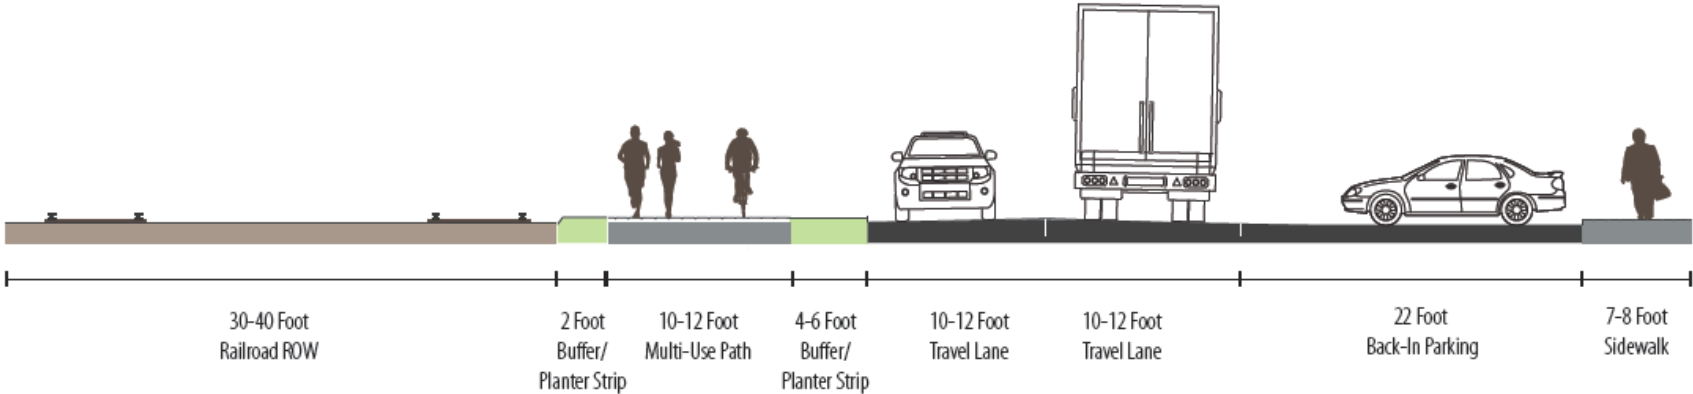 30-40 Foot
Railroad ROW
2 Foot
Buffer/
Planter Strip
10-12 Foot
Multi-Use Path
4-6 Foot
Buffer/
Planter Strip
10-12 Foot
Travel Lane
10-12 Foot
Travel Lane
22 Foot
Back-In Parking
7-8 Foot
Sidewalk